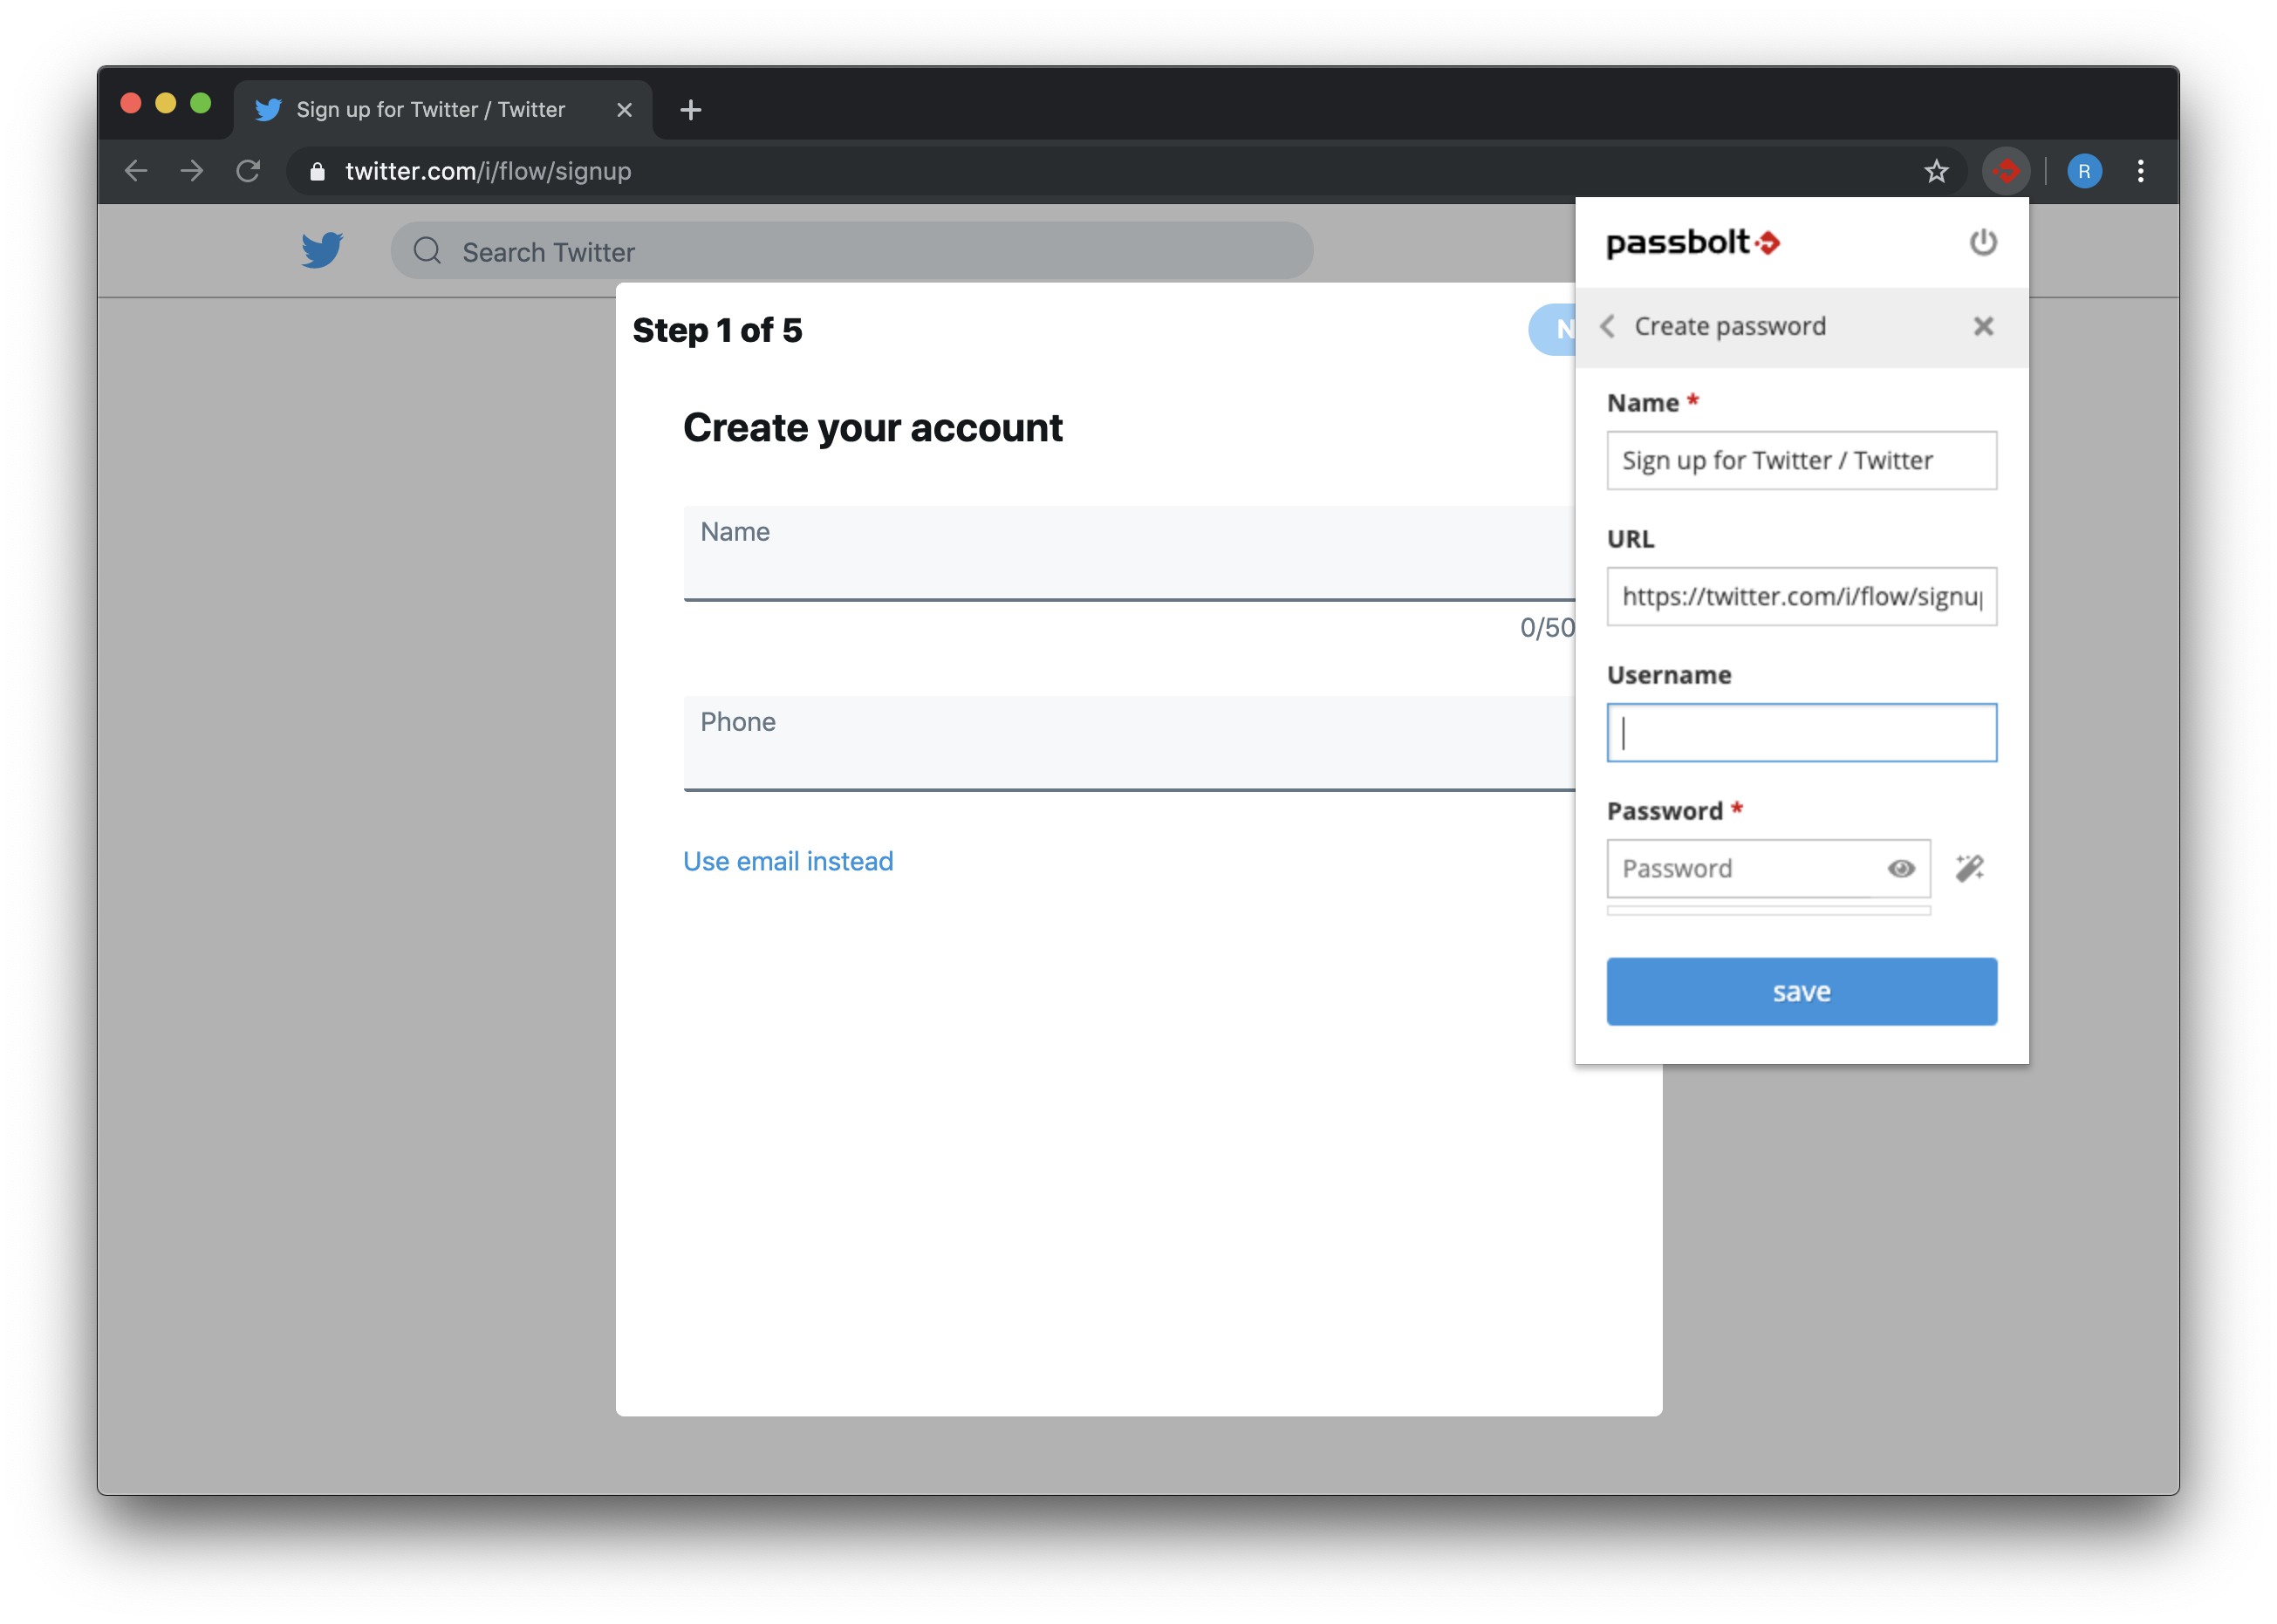 Sign up for Twitter / Twitter
twitter.com/i/flow/signup
R
Search Twitter
Step 1 of 5
Create your account
Name
0/50
Phone
Use email instead
passbolt
Create password
Name *
Sign up for Twitter / Twitter
URL
https://twitter.com/i/flow/signu
Username
Password *
Password
save